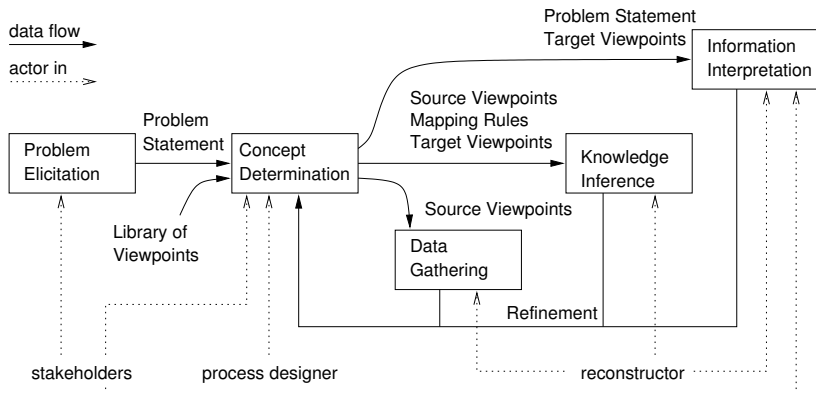 data flow
actor in
Problem Statement
Target Viewpoints
Information
Interpretation
Source Viewpoints
Mapping Rules
Target Viewpoints
Problem
Statement
Problem
Elicitation
Concept
Determination
Knowledge
Inference
Library of
Viewpoints
Source Viewpoints
Data
Gathering
Refinement
stakeholders
process designer
reconstructor